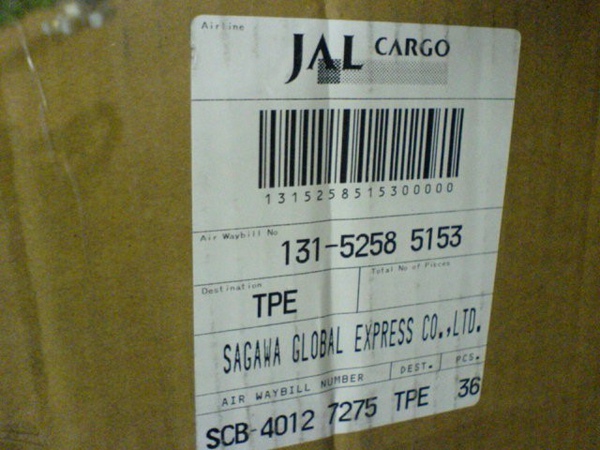 Airline
JAL CARGO
1315258515300000
Air Waybill No
131-5258 5153
Destination
Total No of Pieces
TPE
SAGAWA GLOBAL EXPRESS CO.,LTD.
AIR WAYBILL NUMBER DEST. PCS.
SCB-4012 7275 TPE 36